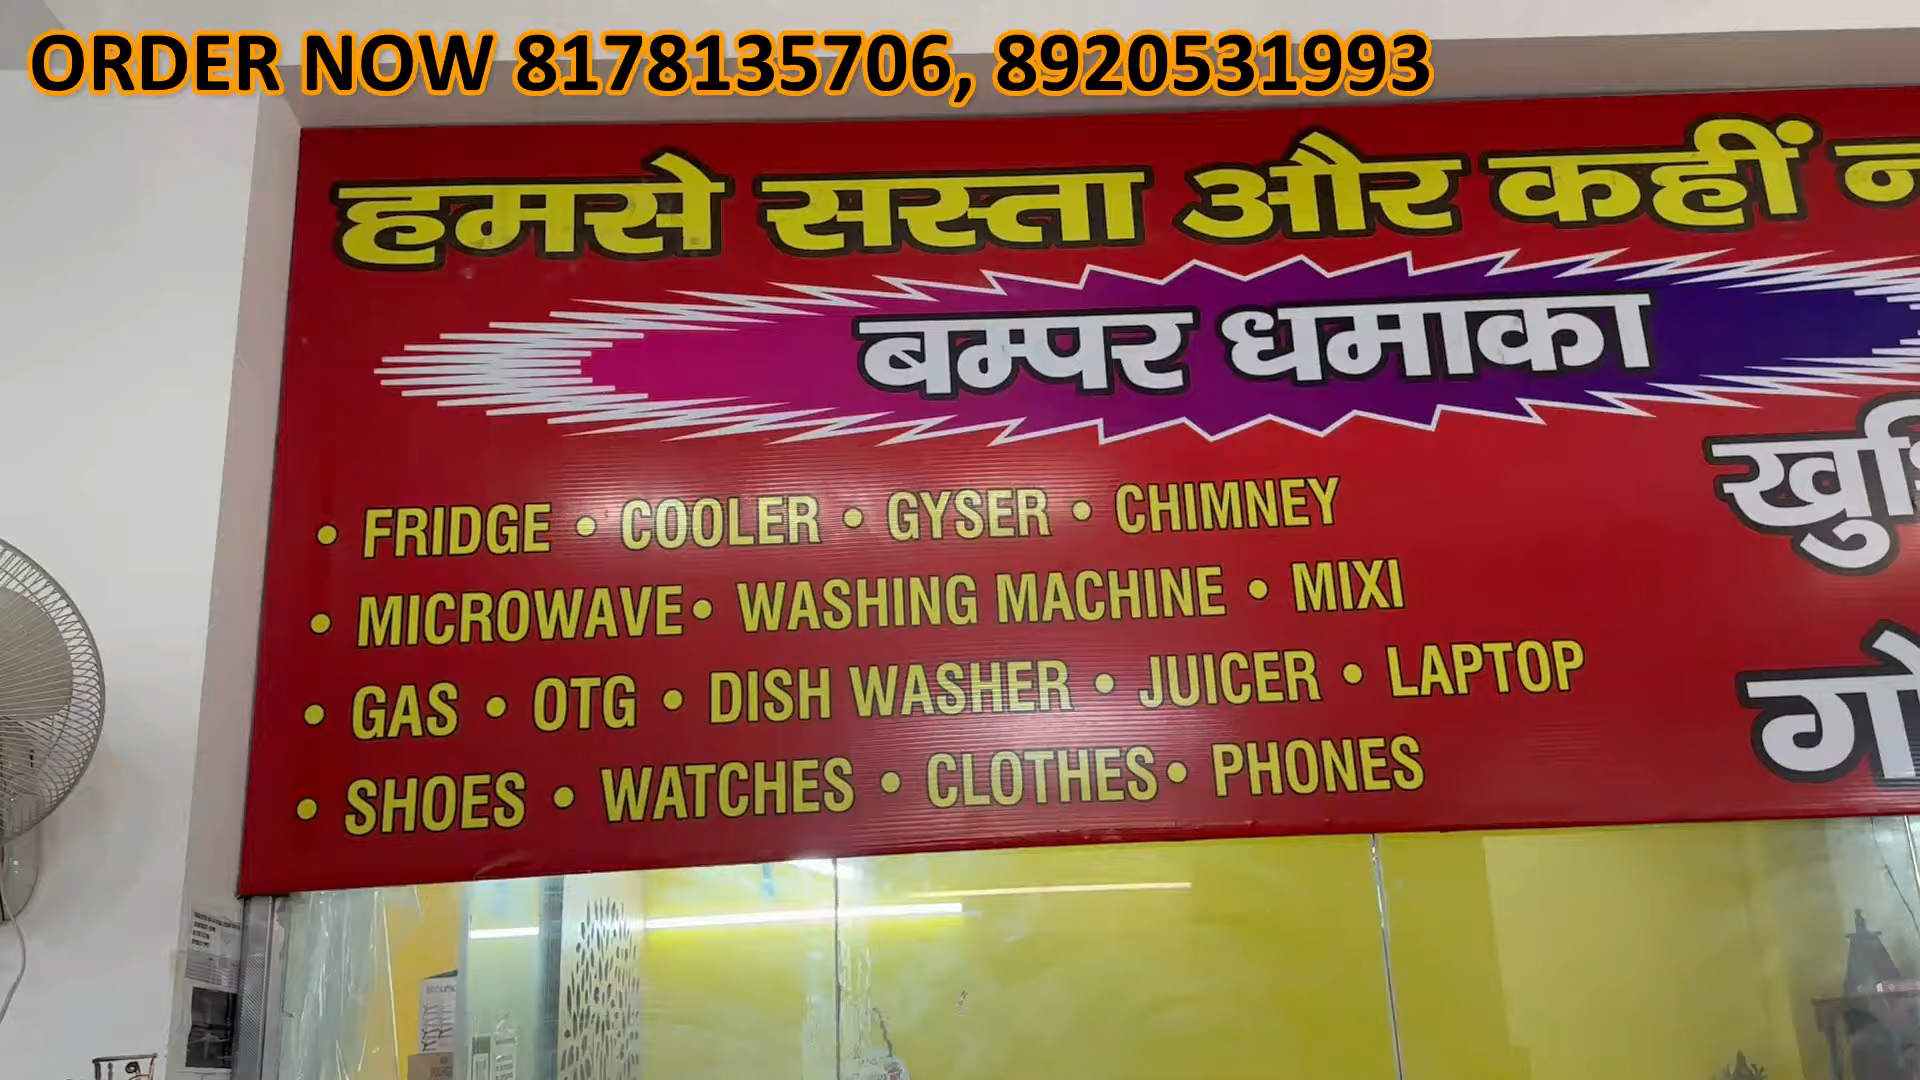 ORDER NOW 8178135706, 8920531993
हमसे सस्ता और कहीं
बम्पर धमाका
• FRIDGE • COOLER • GYSER • CHIMNEY
• MICROWAVE • WASHING MACHINE • MIXI
• GAS • OTG • DISH WASHER • JUICER • LAPTOP
• SHOES • WATCHES • CLOTHES • PHONES